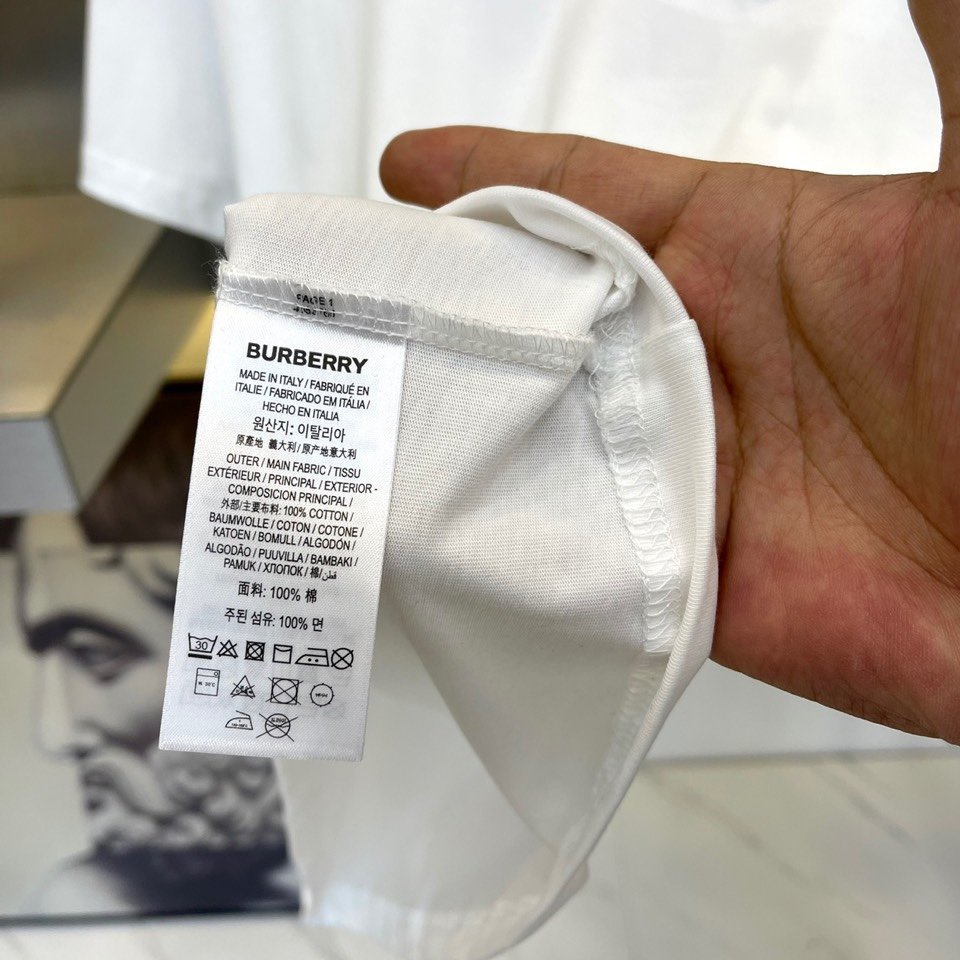 PAGE 1
BURBERRY
MADE IN ITALY / FABRIQUÉ EN
ITALIE / FABRICADO EM ITÁLIA /
HECHO EN ITALIA
원산지: 이탈리아
原產地 義大利 / 原产地意大利
OUTER / MAIN FABRIC / TISSU
EXTÉRIEUR / PRINCIPAL / EXTERIOR -
COMPOSICION PRINCIPAL /
外部/主要布料: 100% COTTON /
BAUMWOLLE / COTON / COTONE /
KATOEN / BOMULL / ALGODÓN /
ALGODÃO / PUUVILLA / BAMBAKI /
PAMUK / ХЛОПОК / 棉/ قطن
面料: 100% 棉
주된 섬유: 100% 면
30